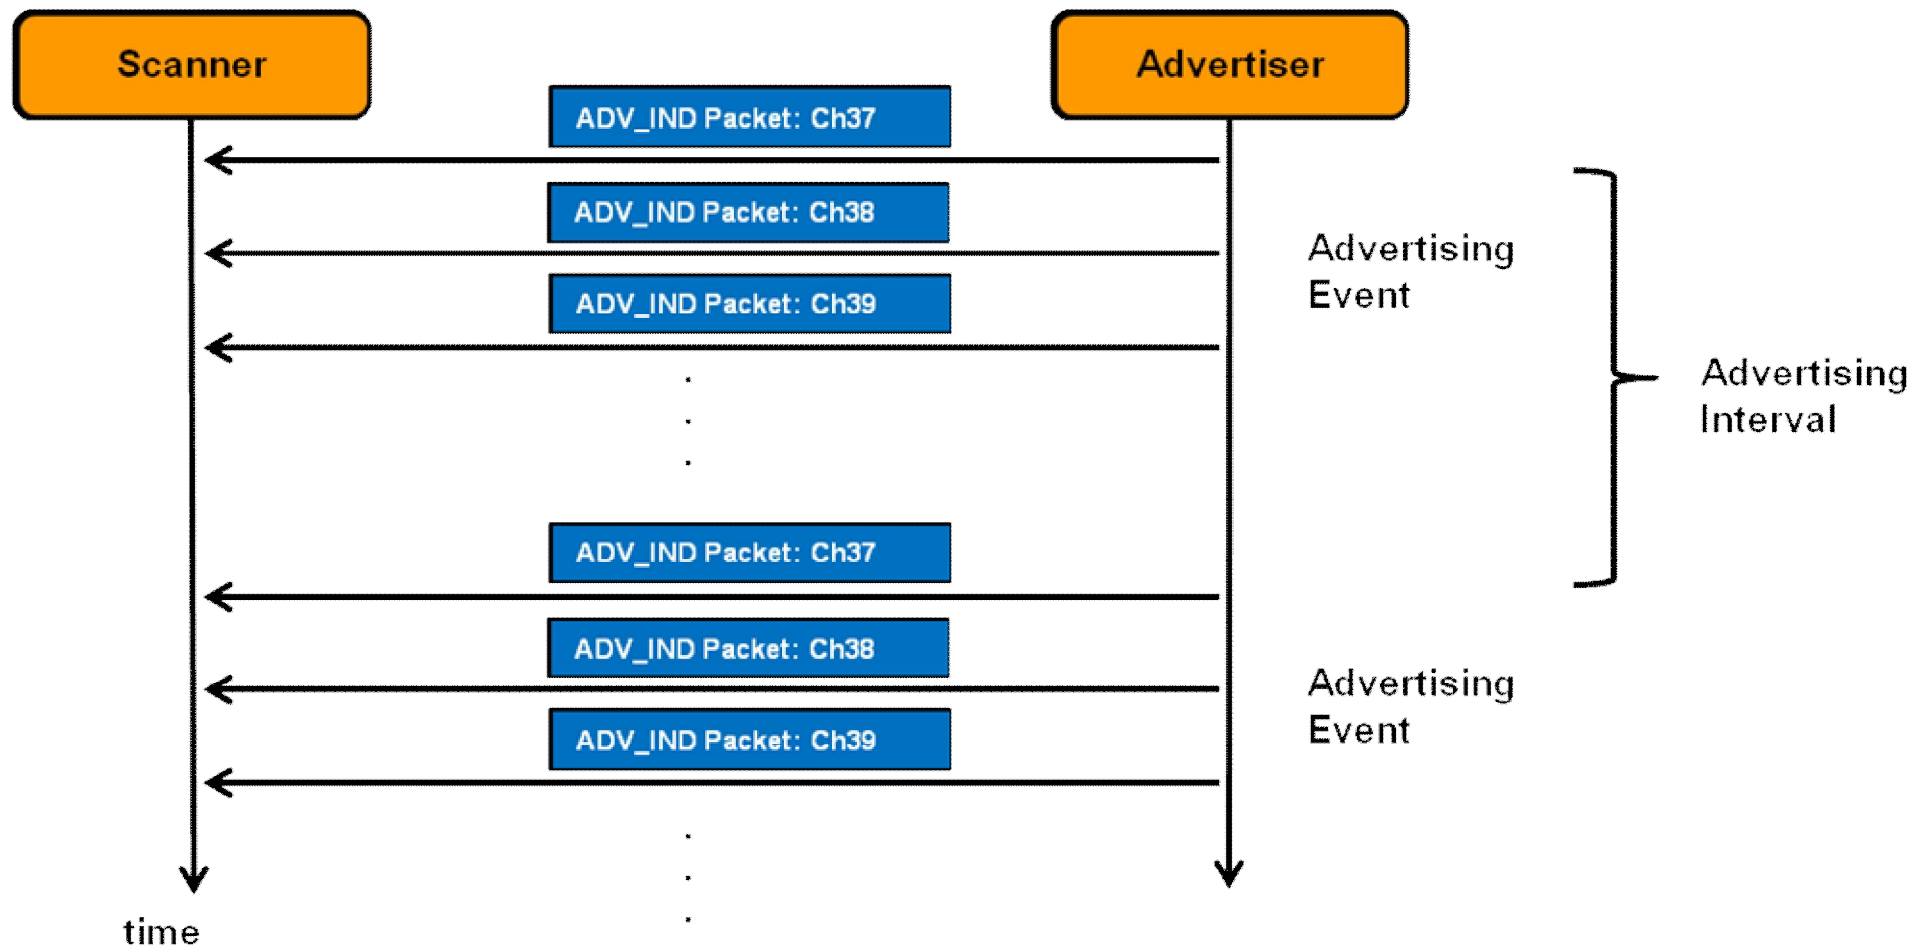 Scanner
Advertiser
ADV_IND Packet: Ch37
ADV_IND Packet: Ch38
ADV_IND Packet: Ch39
Advertising
Event
Advertising
Interval
.
.
.
ADV_IND Packet: Ch37
ADV_IND Packet: Ch38
ADV_IND Packet: Ch39
Advertising
Event
.
.
.
time